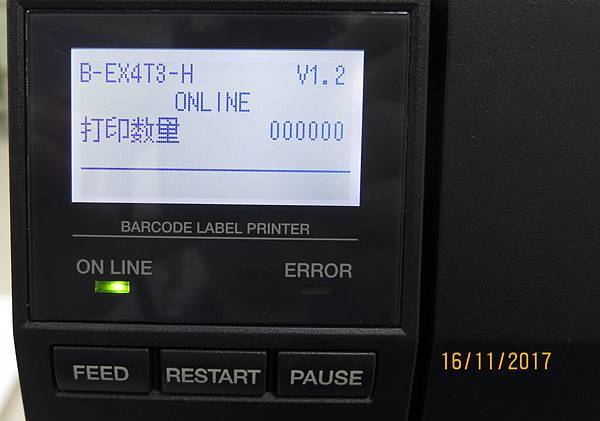 B-EX4T3-H V1.2
ONLINE
打印数量 000000
BARCODE LABEL PRINTER
ON LINE ERROR
FEED RESTART PAUSE
16/11/2017